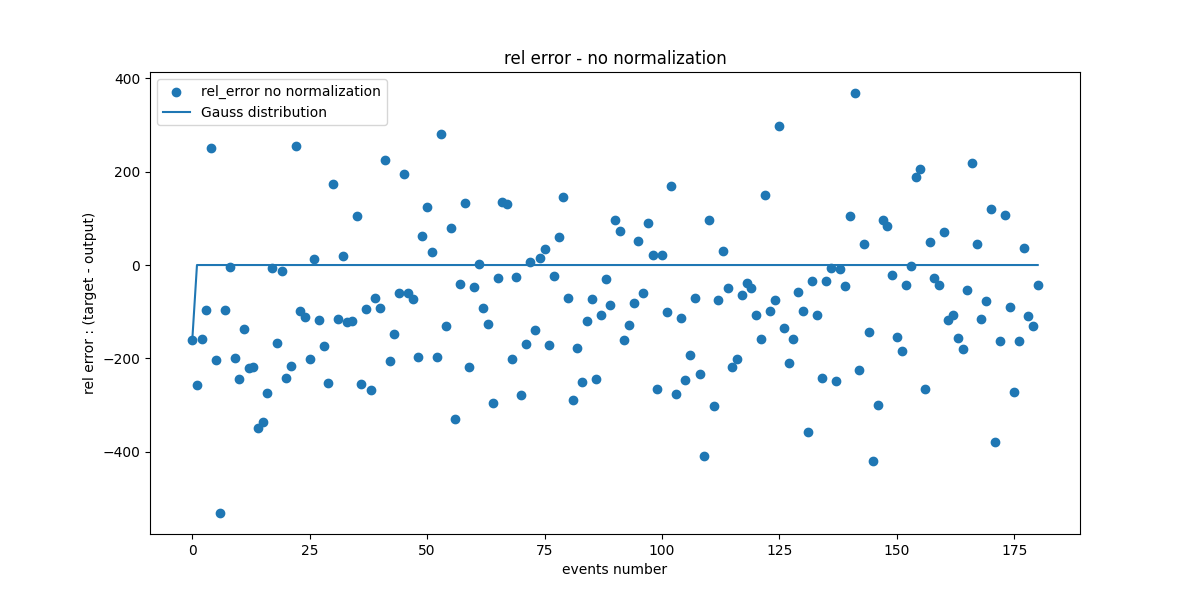 rel error - no normalization
rel_error no normalization
Gauss distribution
400
200
0
−200
−400
rel error : (target - output)
0
25
50
75
100
125
150
175
events number